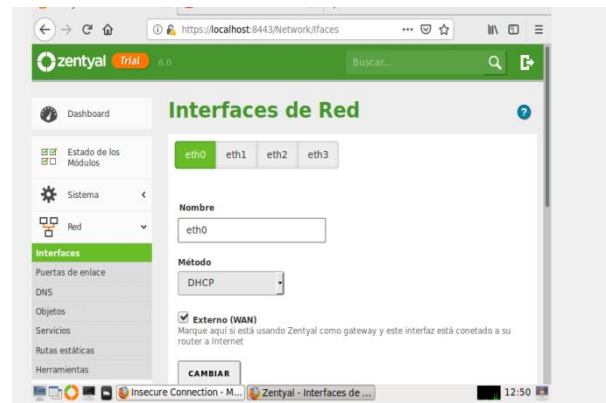 https://localhost:8443/Network/Ifaces
zentyal Trial 6.0
Buscar...
Dashboard
Estado de los
Módulos
Sistema
Red
Interfaces
Puertas de enlace
DNS
Objetos
Servicios
Rutas estáticas
Herramientas
Interfaces de Red
eth0 eth1 eth2 eth3
Nombre
eth0
Método
DHCP
Externo (WAN)
Marque aquí si está usando Zentyal como gateway y este interfaz está conetado a su
router a Internet
CAMBIAR
Insecure Connection - M...
Zentyal - Interfaces de ...
12:50